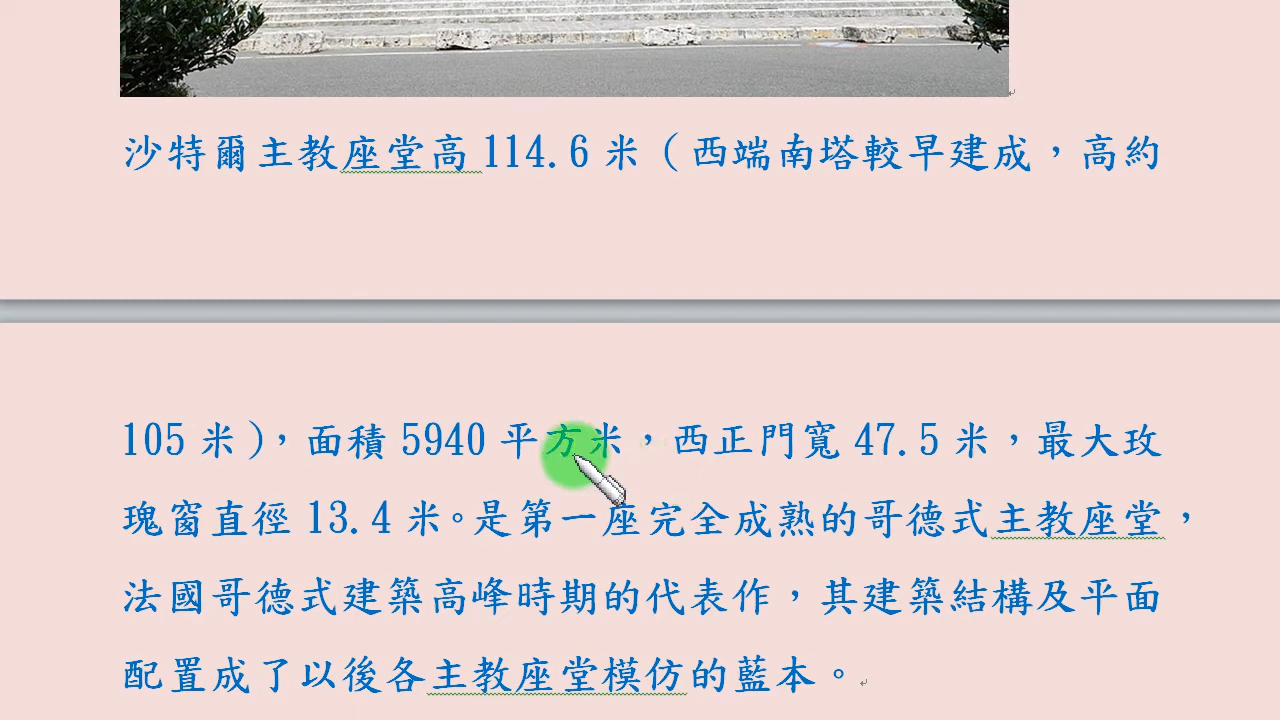 沙特爾主教座堂高 114.6 米（西端南塔較早建成，高約
105 米），面積 5940 平方米，西正門寬 47.5 米，最大玫
瑰窗直徑 13.4 米。是第一座完全成熟的哥德式主教座堂，
法國哥德式建築高峰時期的代表作，其建築結構及平面
配置成了以後各主教座堂模仿的藍本。